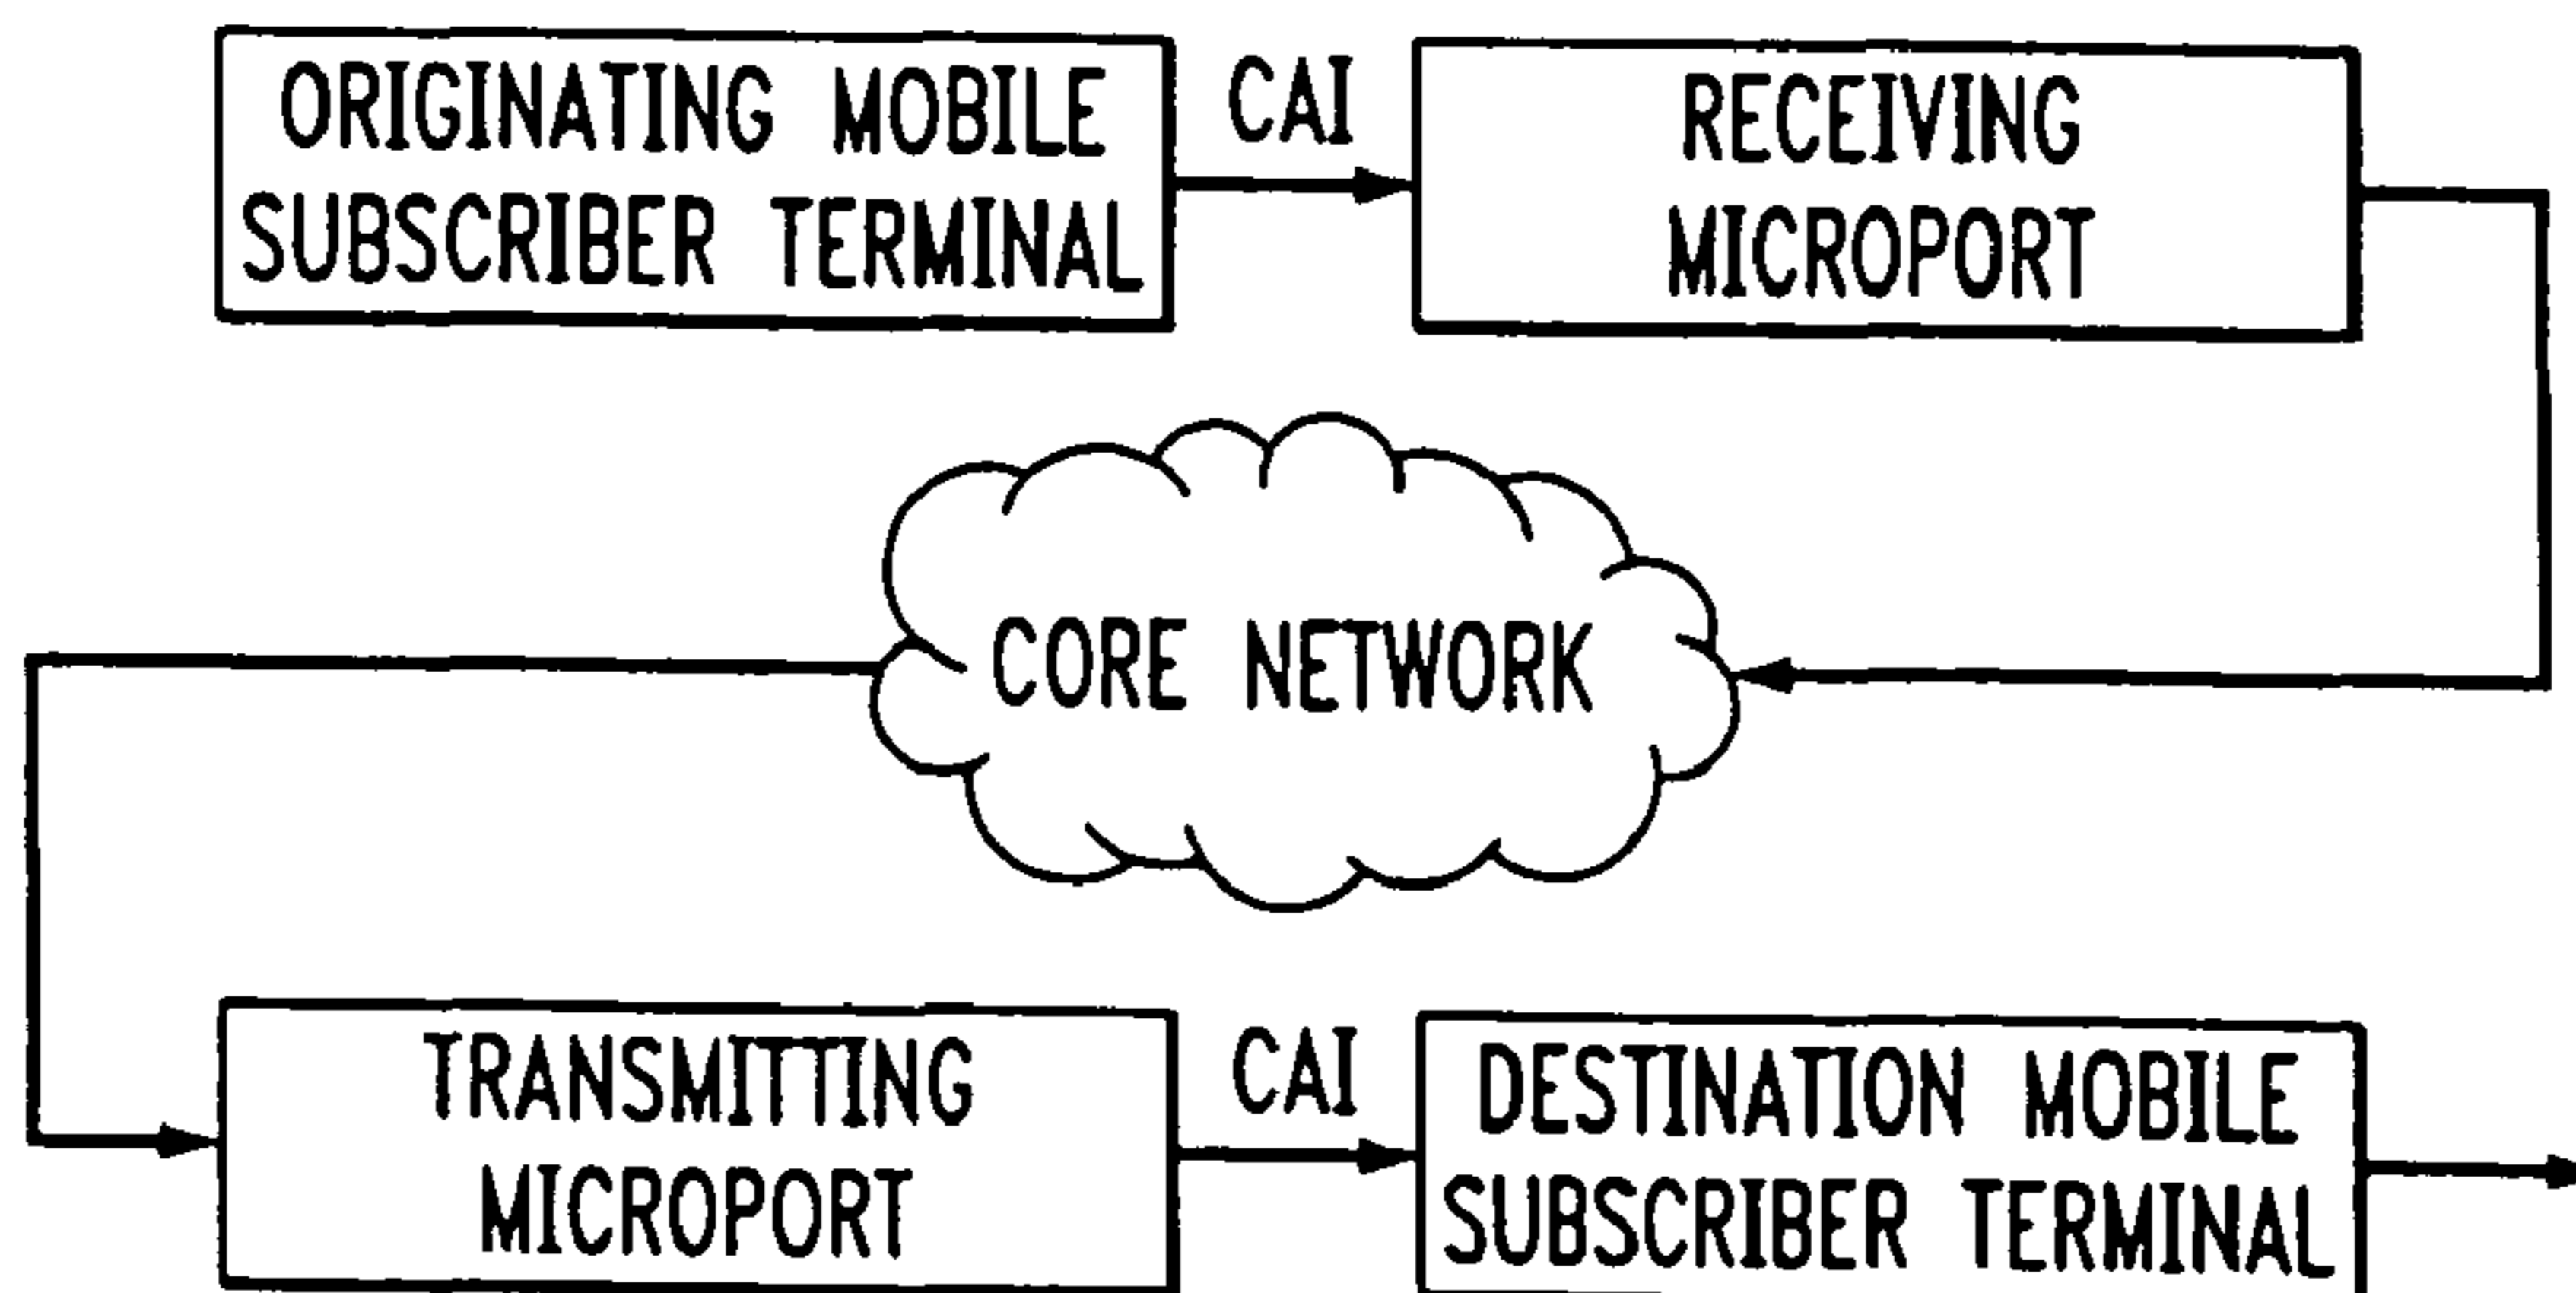 ORIGINATING MOBILE
SUBSCRIBER TERMINAL
CAI
RECEIVING
MICROPORT
CORE NETWORK
TRANSMITTING
MICROPORT
CAI
DESTINATION MOBILE
SUBSCRIBER TERMINAL